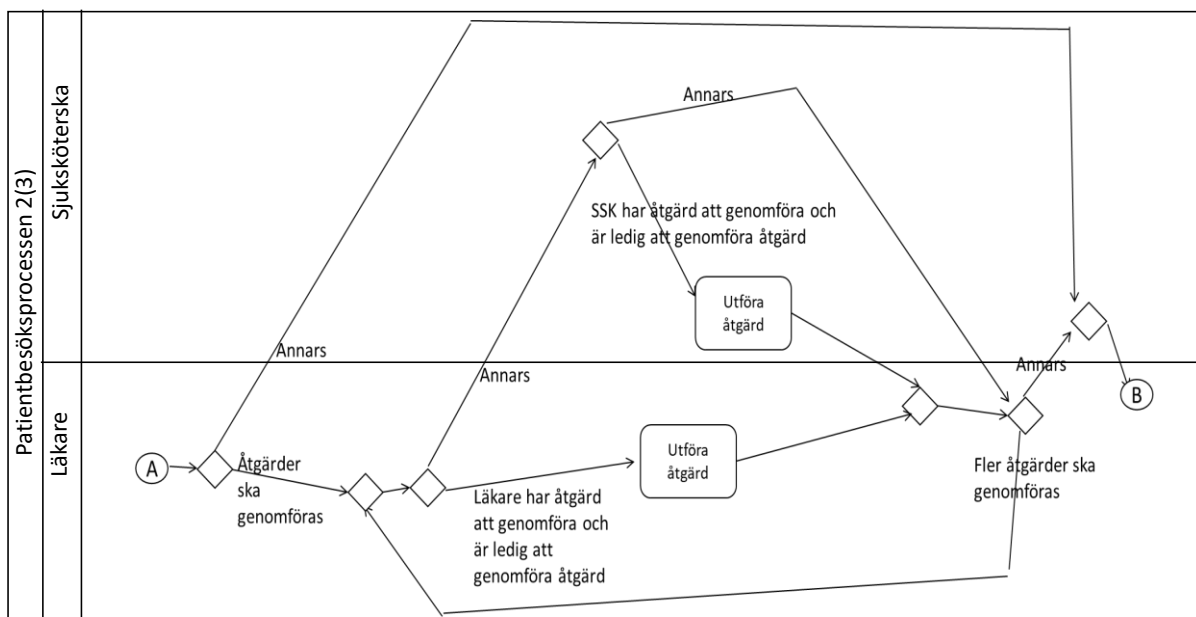 Patientbesöksprocessen 2(3)
Sjuksköterska
Läkare
Annars
SSK har åtgärd att genomföra och
är ledig att genomföra åtgärd
Utföra
åtgärd
Annars
Annars
Annars
A
Åtgärder
ska
genomföras
Läkare har åtgärd
att genomföra och
är ledig att
genomföra åtgärd
Utföra
åtgärd
Fler åtgärder ska
genomföras
B